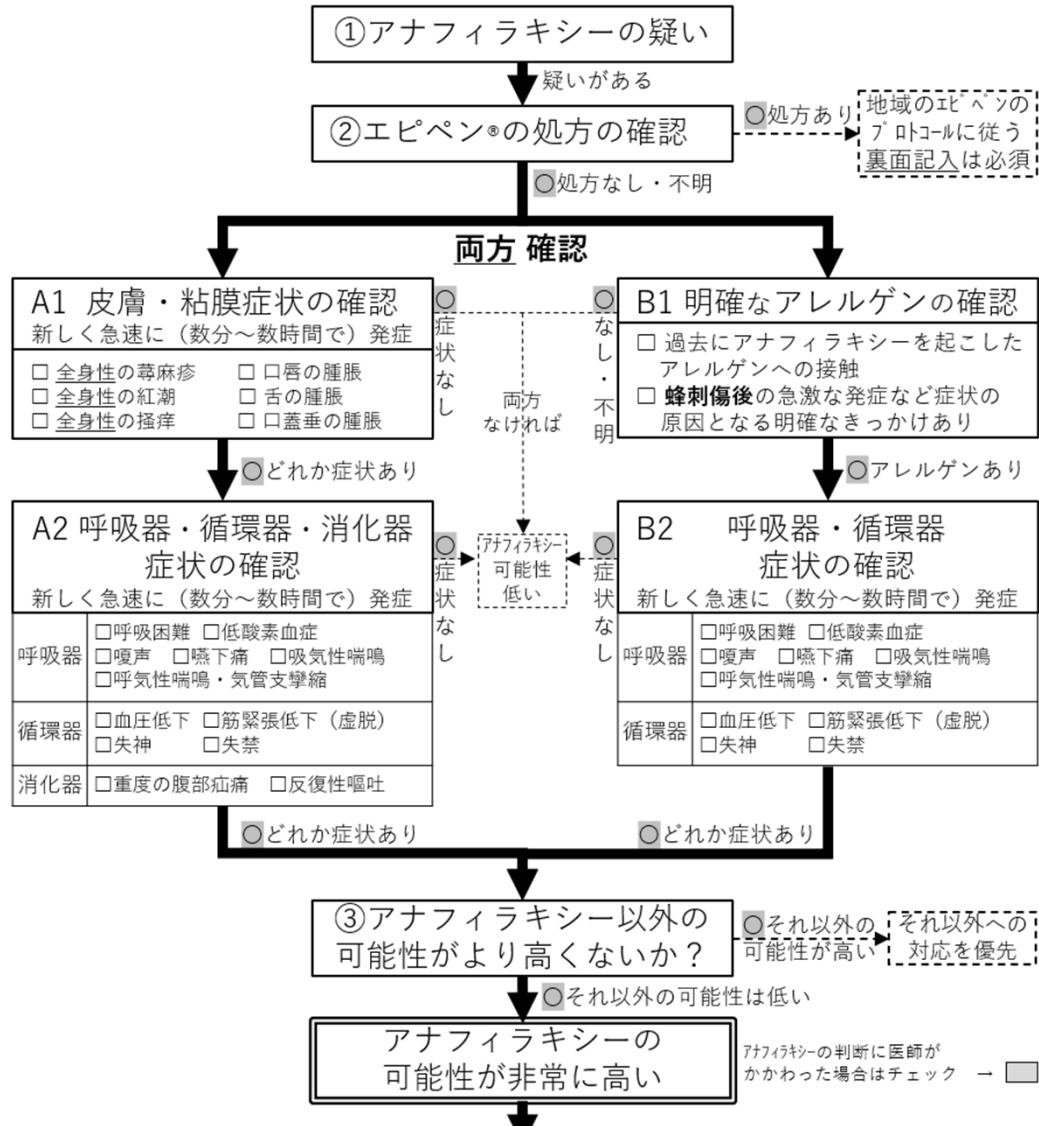 ①アナフィラキシーの疑い
疑いがある
②エピペン®の処方の確認
○処方あり
地域のｴﾋﾟﾍﾟﾝの
ﾌﾟﾛﾄｺｰﾙに従う
裏面記入は必須
○処方なし・不明
両方 確認
A1 皮膚・粘膜症状の確認
新しく急速に（数分～数時間で）発症
□ 全身性の蕁麻疹 □ 口唇の腫脹
□ 全身性の紅潮 □ 舌の腫脹
□ 全身性の掻痒 □ 口蓋垂の腫脹
○症状なし
両方
なければ
○なし・不明
B1 明確なアレルゲンの確認
□ 過去にアナフィラキシーを起こした
アレルゲンへの接触
□ 蜂刺傷後の急激な発症など症状の
原因となる明確なきっかけあり
○どれか症状あり
○アレルゲンあり
A2 呼吸器・循環器・消化器
症状の確認
新しく急速に（数分～数時間で）発症
呼吸器 □呼吸困難 □低酸素血症
□嗄声 □嚥下痛 □吸気性喘鳴
□呼気性喘鳴・気管支攣縮
循環器 □血圧低下 □筋緊張低下（虚脱）
□失神 □失禁
消化器 □重度の腹部疝痛 □反復性嘔吐
○症状なし
ｱﾅﾌｨﾗｷｼｰ
可能性
低い
○症状なし
B2 呼吸器・循環器
症状の確認
新しく急速に（数分～数時間で）発症
呼吸器 □呼吸困難 □低酸素血症
□嗄声 □嚥下痛 □吸気性喘鳴
□呼気性喘鳴・気管支攣縮
循環器 □血圧低下 □筋緊張低下（虚脱）
□失神 □失禁
○どれか症状あり
○どれか症状あり
③アナフィラキシー以外の
可能性がより高くないか？
○それ以外の
可能性が高い
それ以外への
対応を優先
○それ以外の可能性は低い
アナフィラキシーの
可能性が非常に高い
ｱﾅﾌｨﾗｷｼｰの判断に医師が
かかわった場合はチェック →